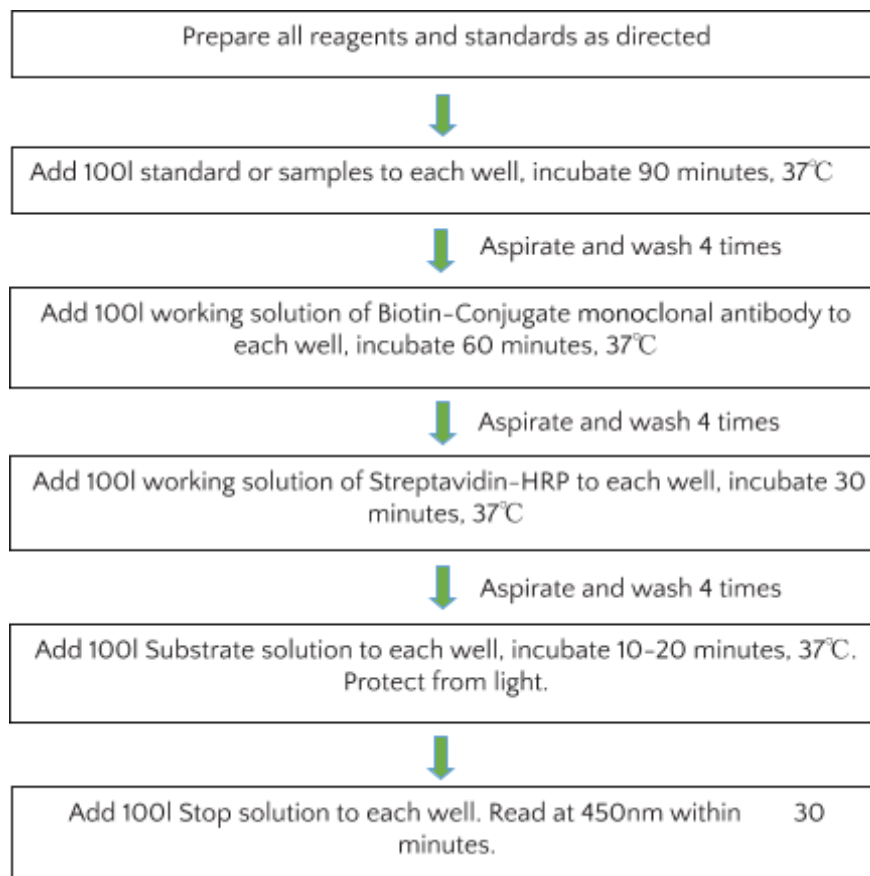 Prepare all reagents and standards as directed
Add 100l standard or samples to each well, incubate 90 minutes, 37℃
Aspirate and wash 4 times
Add 100l working solution of Biotin-Conjugate monoclonal antibody to
each well, incubate 60 minutes, 37℃
Aspirate and wash 4 times
Add 100l working solution of Streptavidin-HRP to each well, incubate 30
minutes, 37℃
Aspirate and wash 4 times
Add 100l Substrate solution to each well, incubate 10-20 minutes, 37℃.
Protect from light.
Add 100l Stop solution to each well. Read at 450nm within 30
minutes.